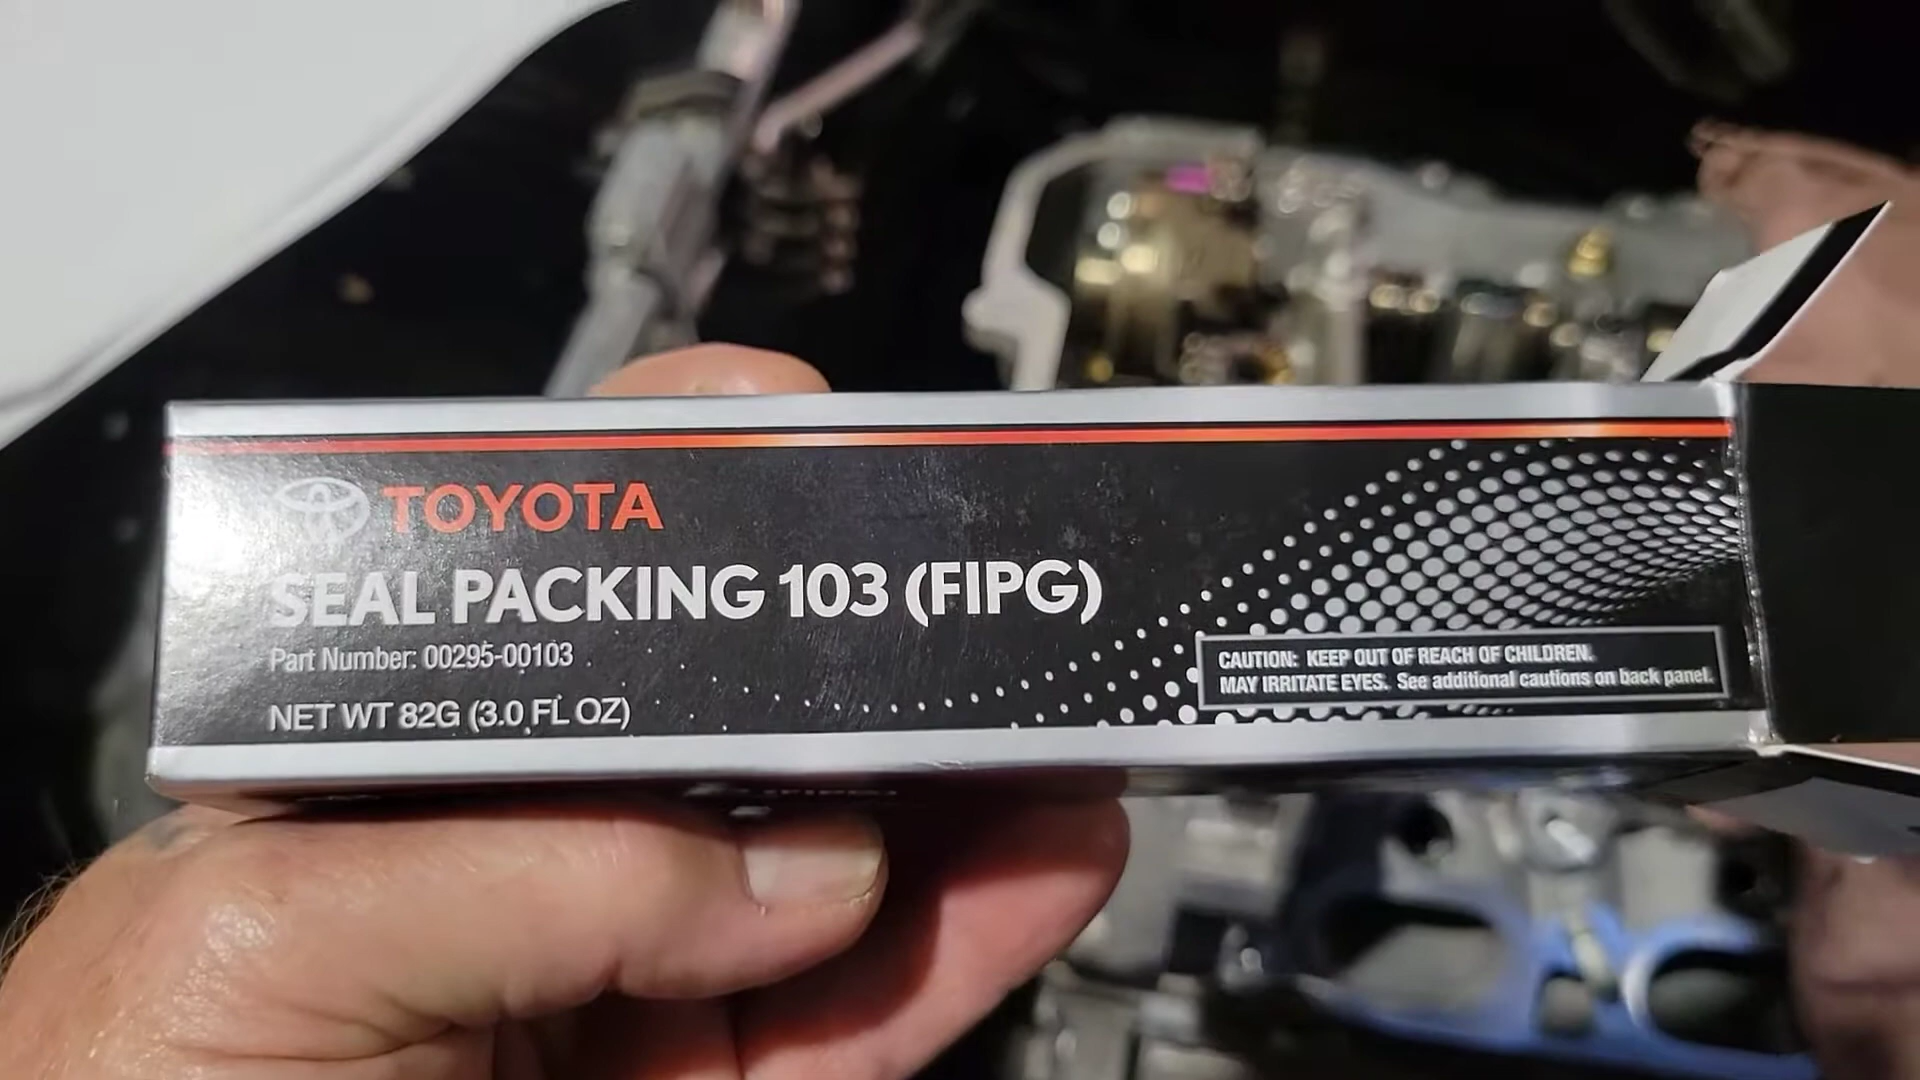 TOYOTA
SEAL PACKING 103 (FIPG)
Part Number: 00295-00103
NET WT 82G (3.0 FL OZ)
CAUTION: KEEP OUT OF REACH OF CHILDREN.
MAY IRRITATE EYES. See additional cautions on back panel.